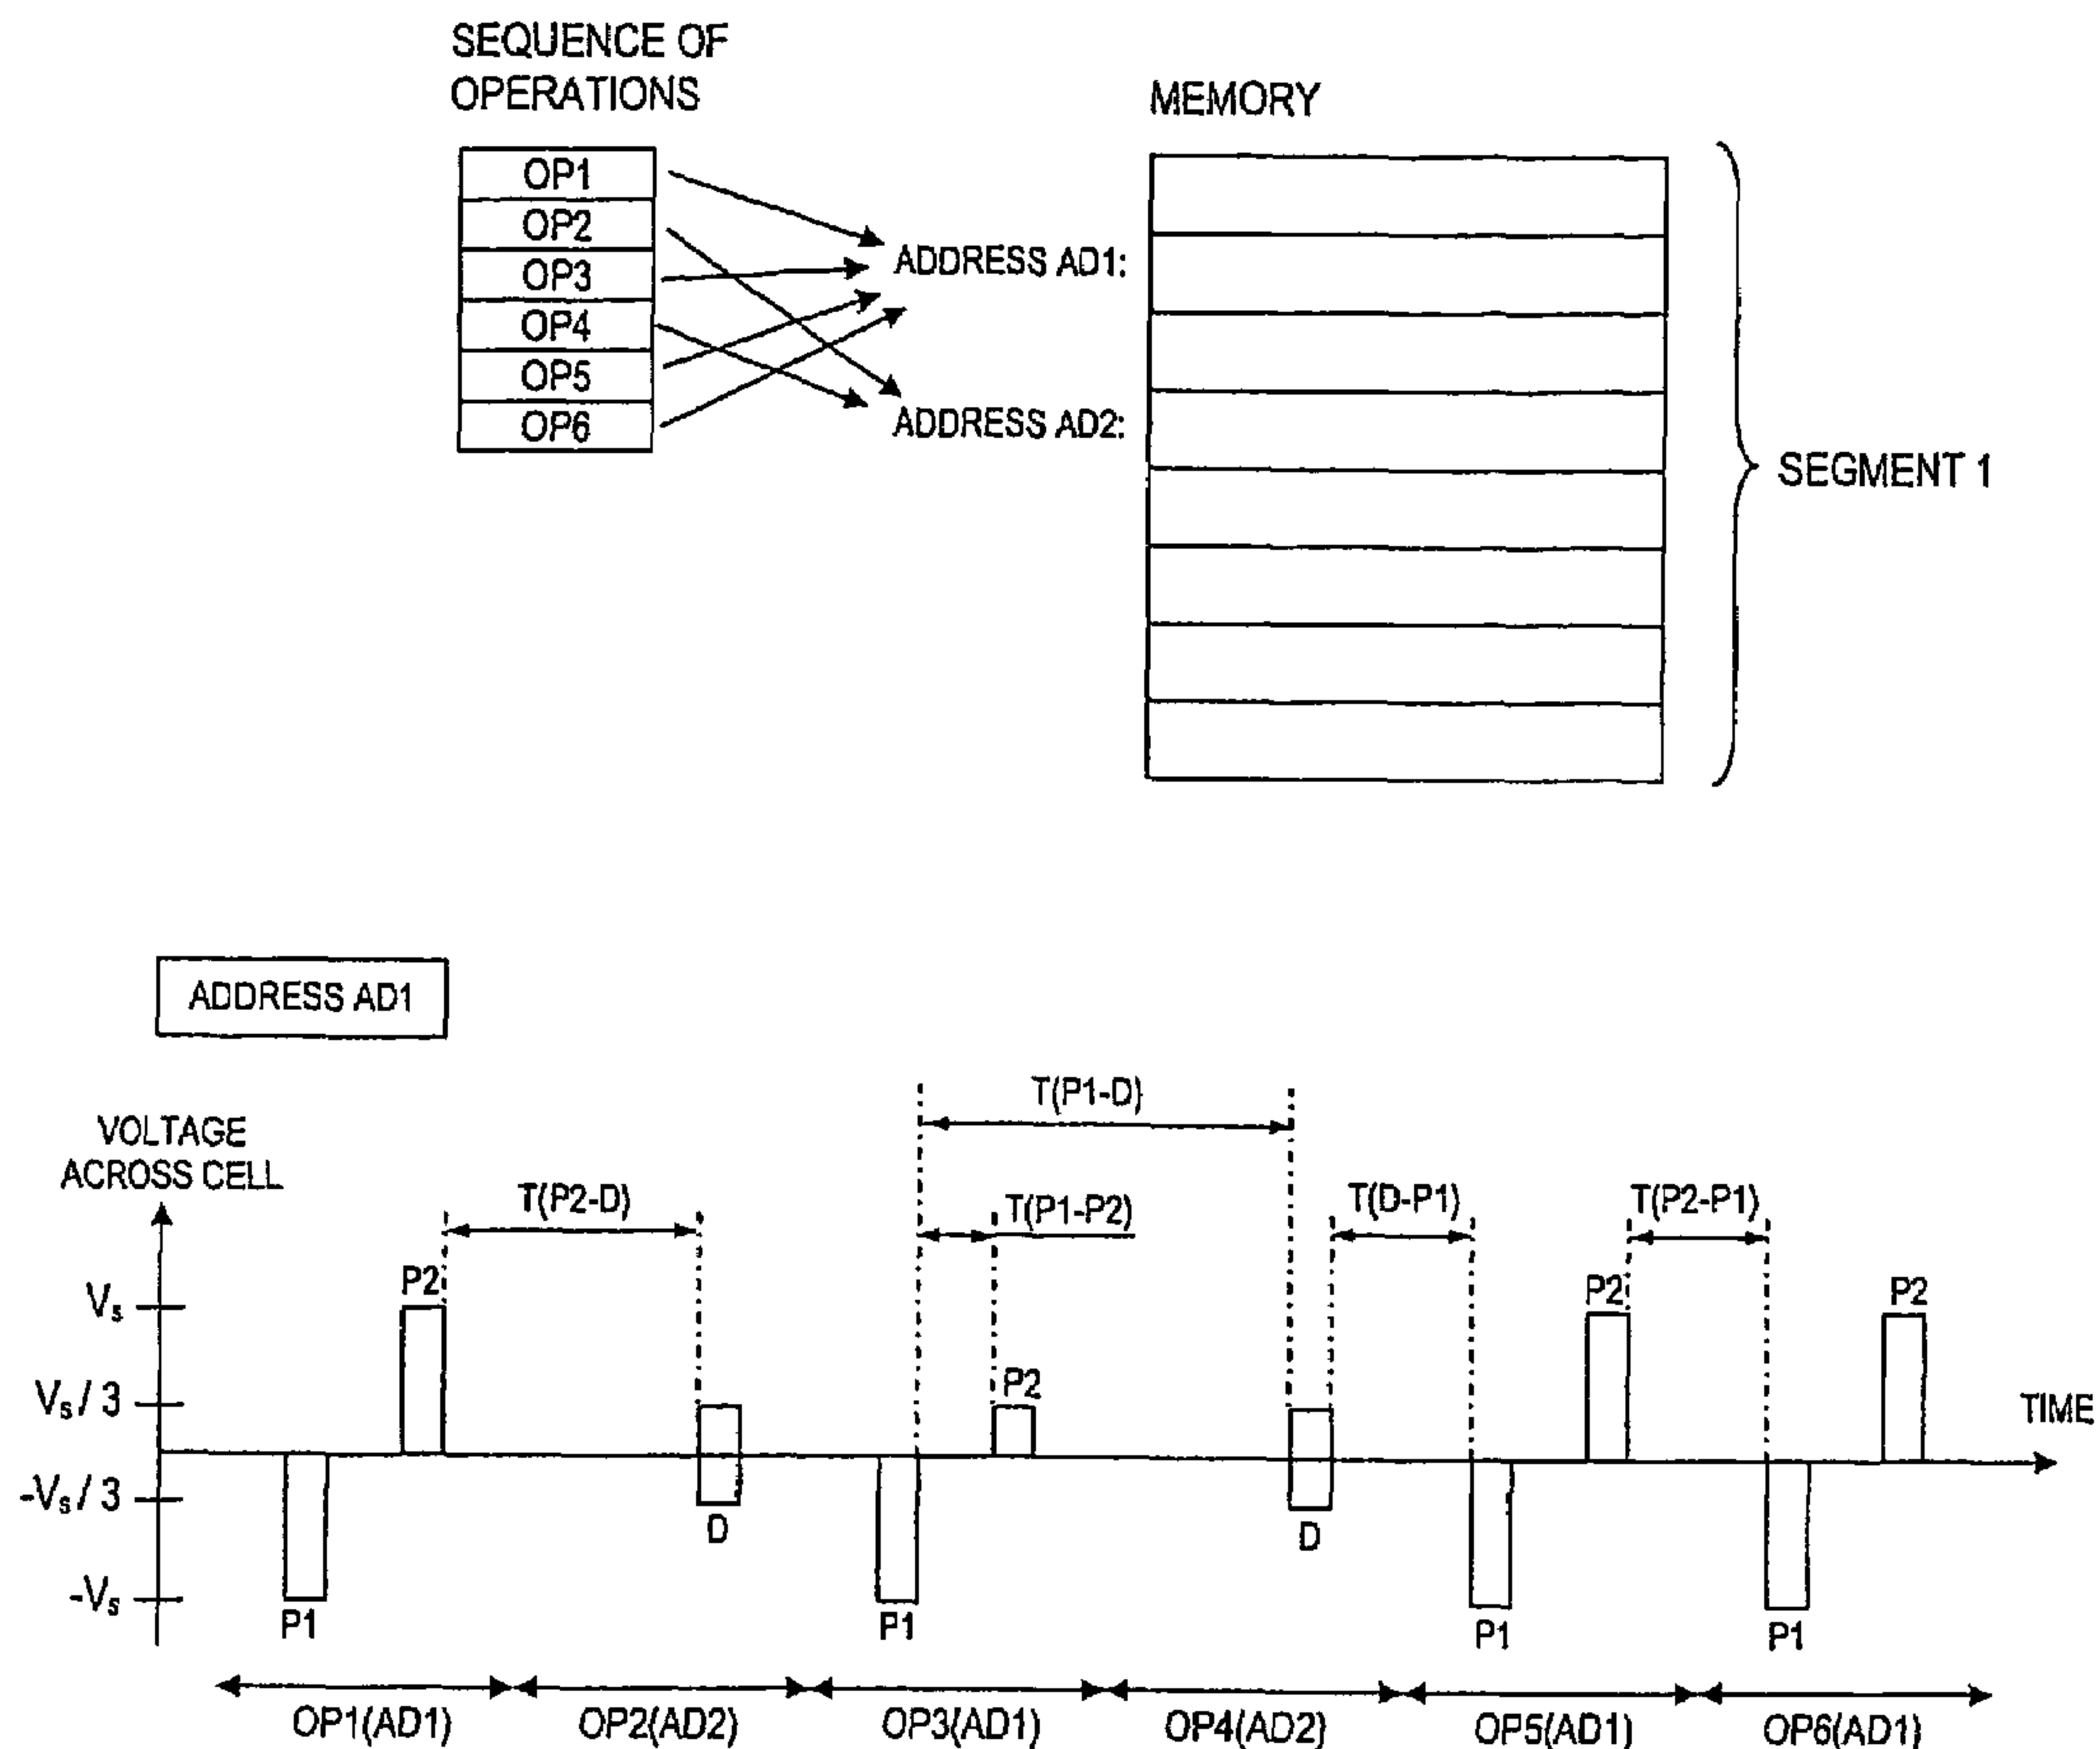 SEQUENCE OF
OPERATIONS
MEMORY
OP1
OP2
OP3
OP4
OP5
OP6
ADDRESS AD1:
ADDRESS AD2:
SEGMENT 1
ADDRESS AD1
VOLTAGE
ACROSS CELL
T(P1-D)
T(P2-D)
T(P1-P2)
T(D-P1)
T(P2-P1)
P2
P2
P2
P2
Vs
Vs / 3
-Vs / 3
-Vs
TIME
D
D
P1
P1
P1
P1
OP1(AD1)
OP2(AD2)
OP3(AD1)
OP4(AD2)
OP5(AD1)
OP6(AD1)